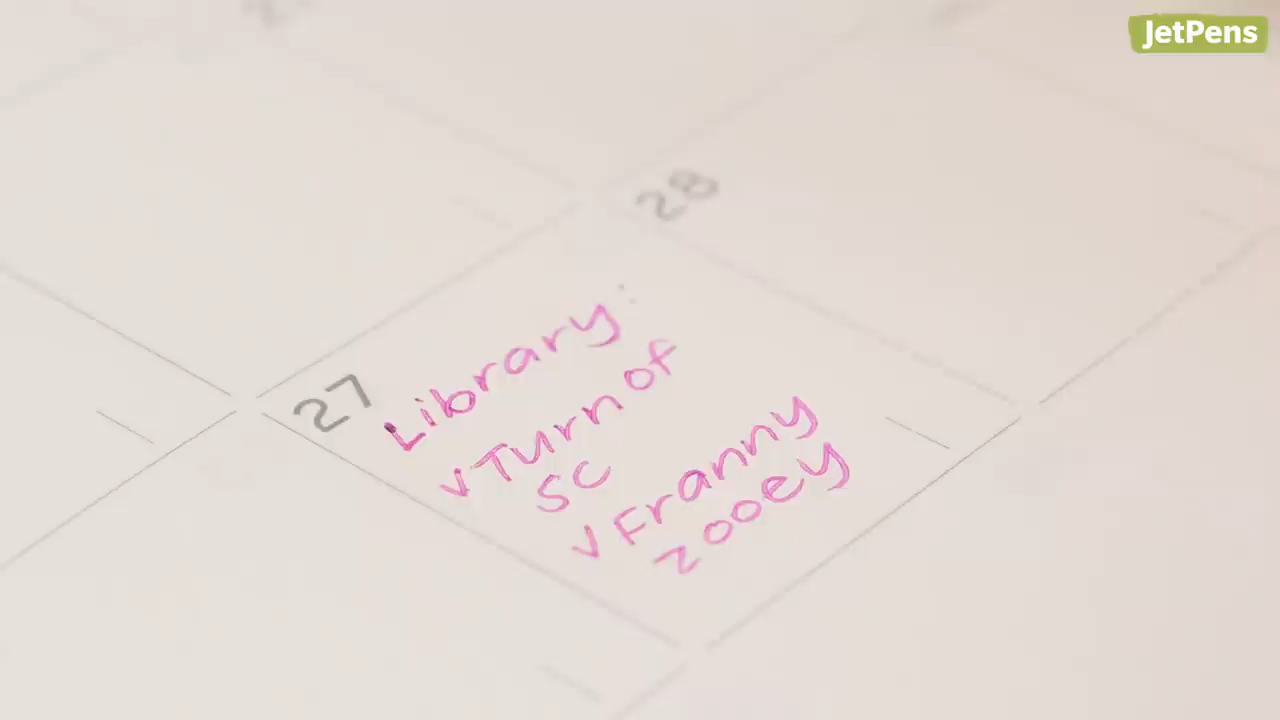 JetPens
28
27
Library:
✓ Turn of
SC
✓ Franny
zooey